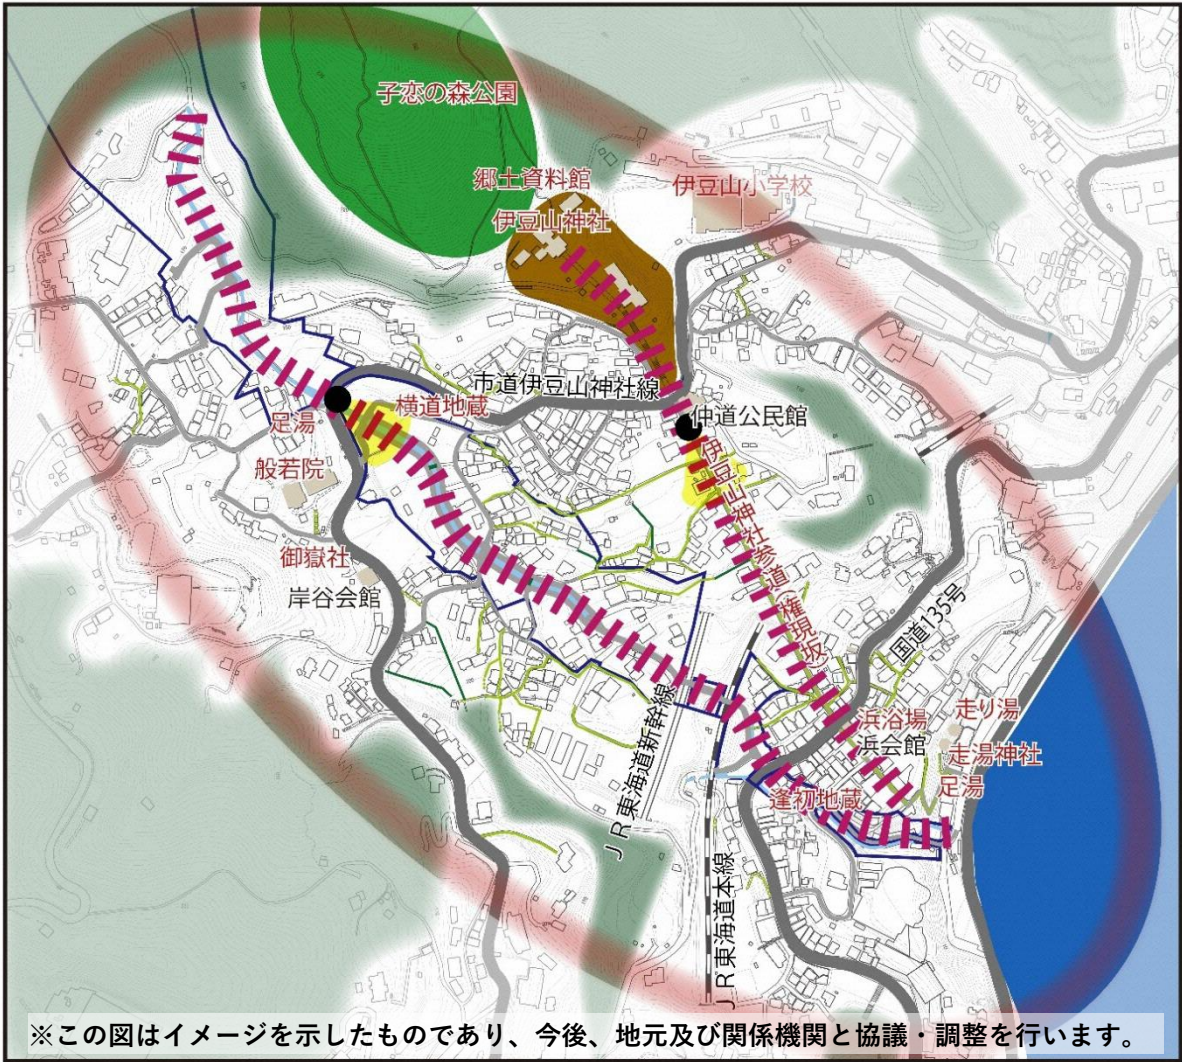 子恋の森公園
郷土資料館
伊豆山小学校
伊豆山神社
市道伊豆山神社線
横道地蔵
足湯
仲道公民館
般若院
伊豆山神社参道（権現坂）
御嶽社
岸谷会館
国道135号
浜浴場
走り湯
浜会館
走湯神社
足湯
逢初地蔵
ＪＲ東海道新幹線
ＪＲ東海道本線
※この図はイメージを示したものであり、今後、地元及び関係機関と協議・調整を行います。